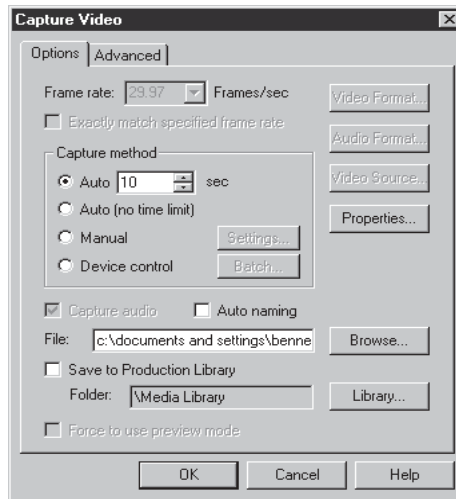 Capture Video
Options Advanced
Frame rate: 29.97 Frames/sec Video Format...
Exactly match specified frame rate
Audio Format...
Capture method
Auto 10 sec Video Source...
Auto (no time limit)
Properties...
Manual Settings...
Device control Batch...
Capture audio Auto naming
File: c:\documents and settings\benne Browse...
Save to Production Library
Folder: \Media Library Library...
Force to use preview mode
OK Cancel Help